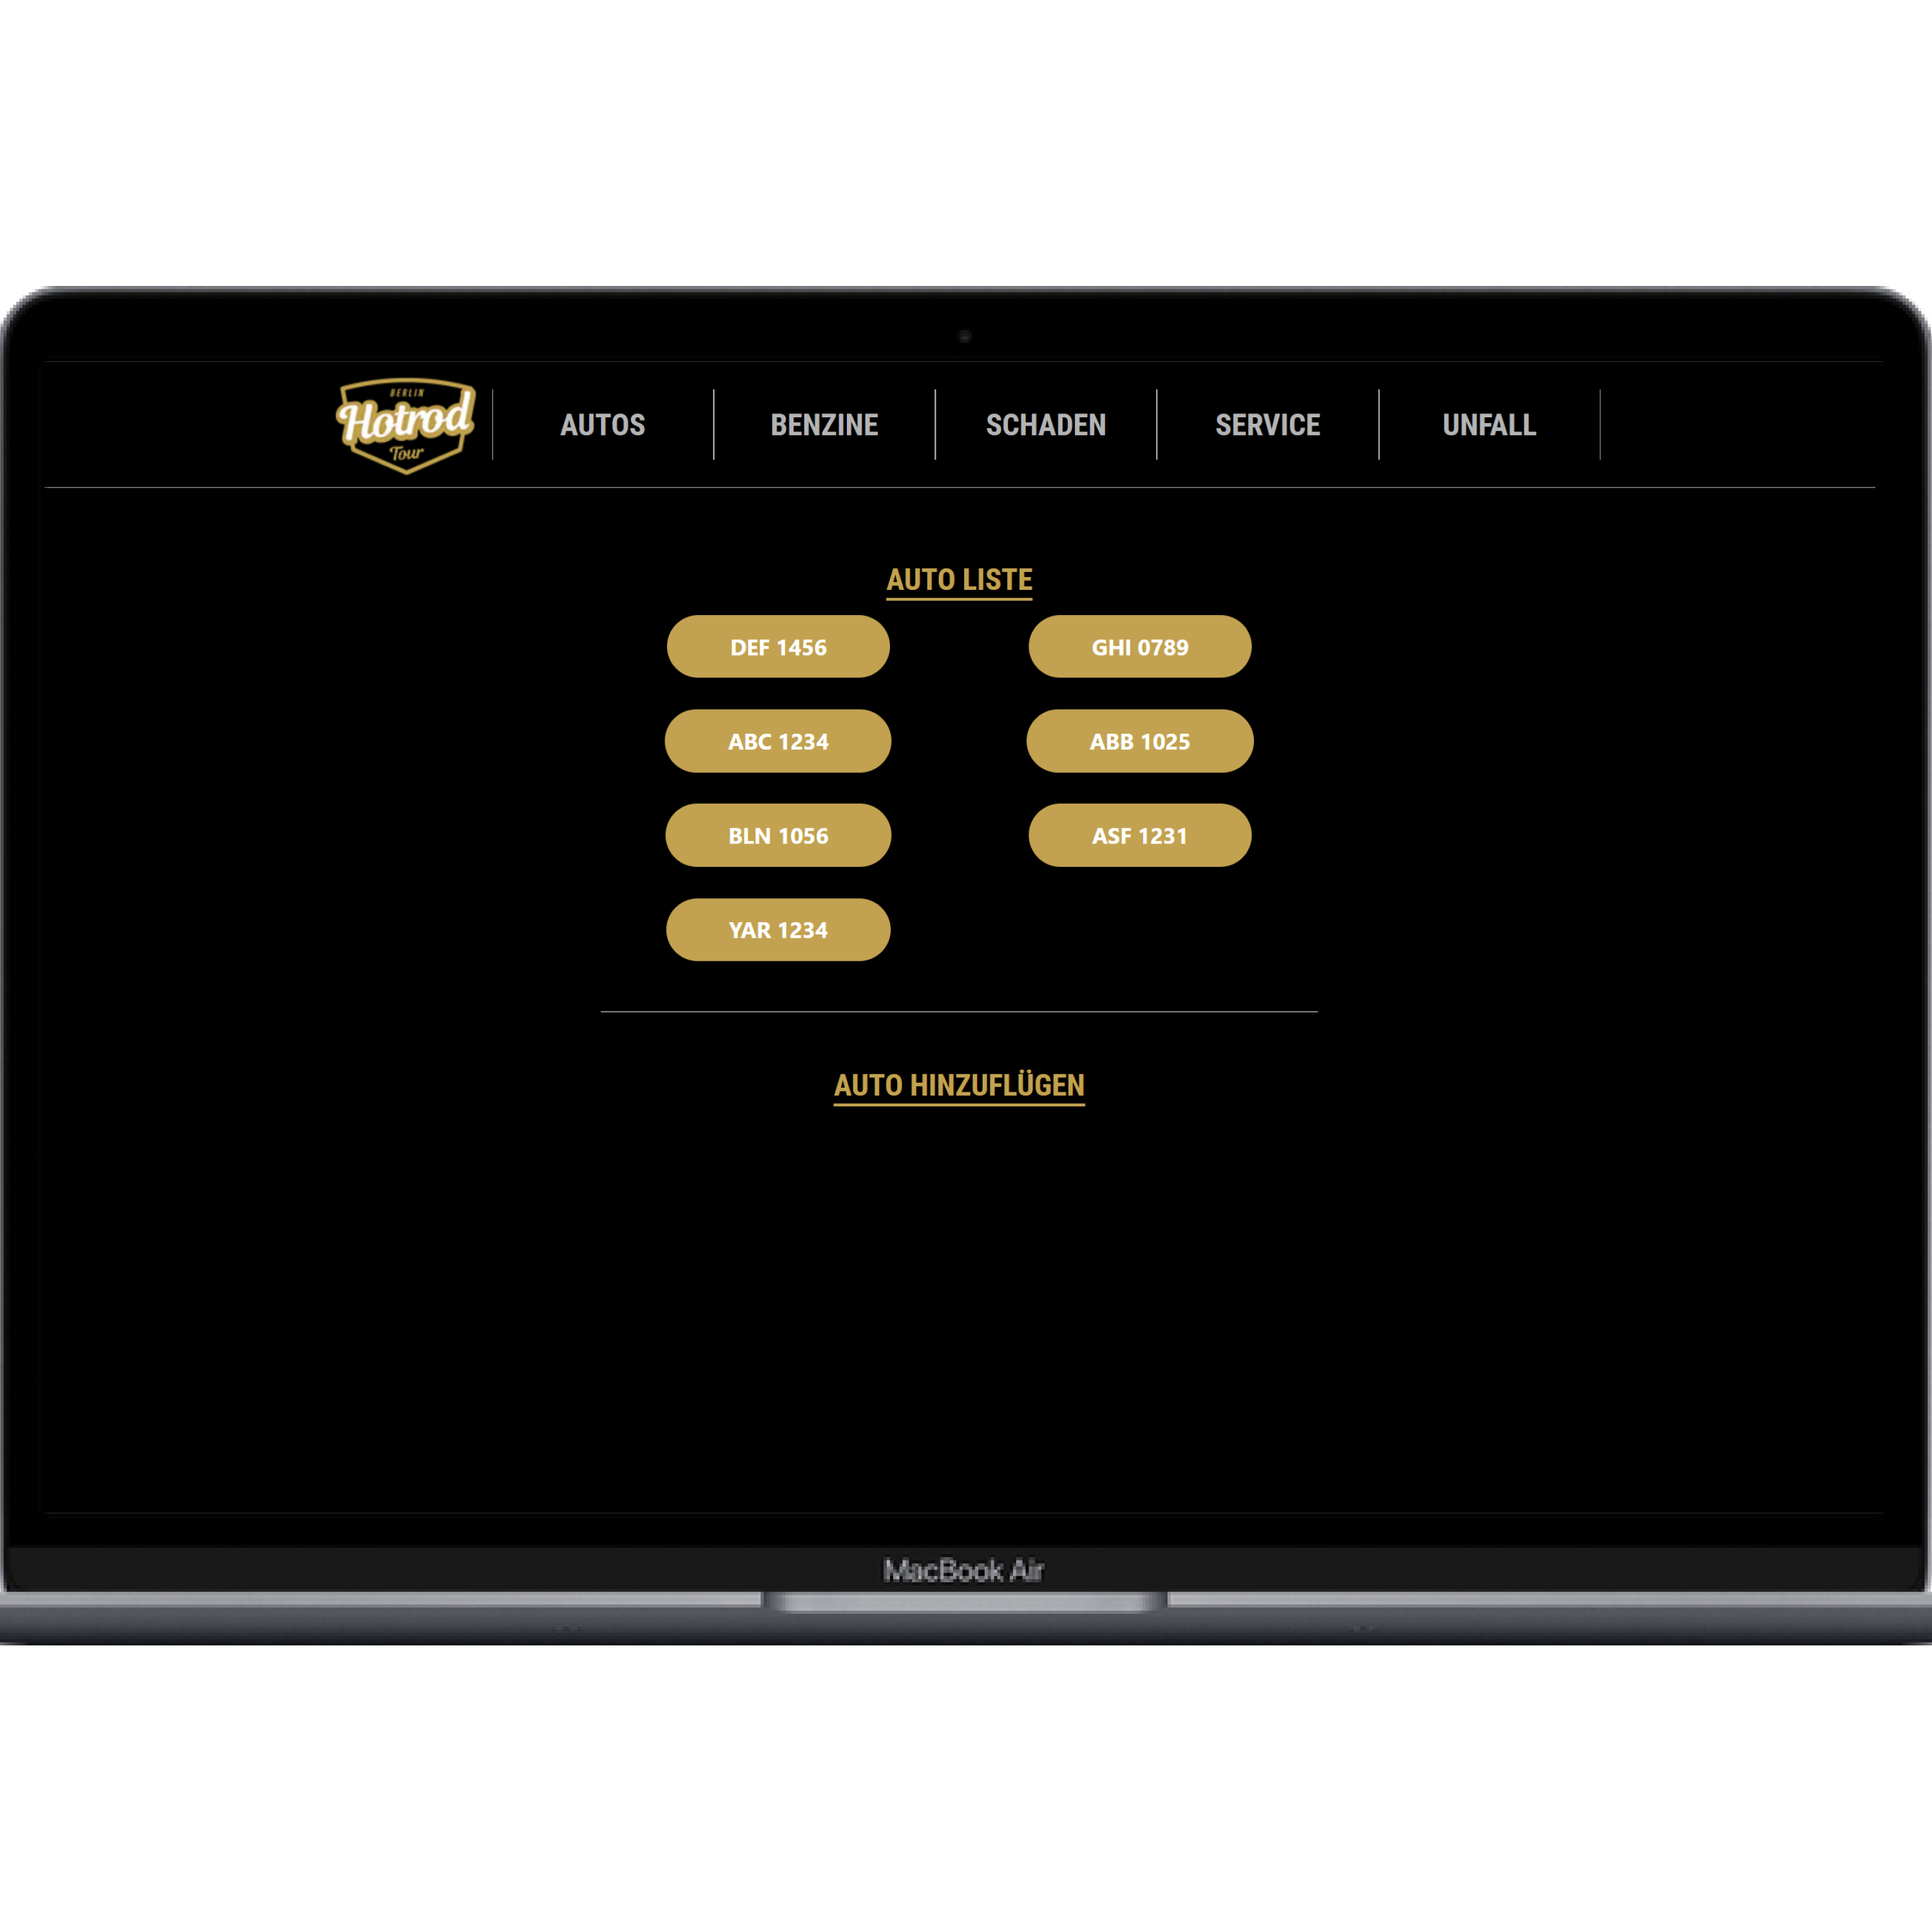 BERLIN
Hotrod
Tour
AUTOS
BENZINE
SCHADEN
SERVICE
UNFALL
AUTO LISTE
DEF 1456
GHI 0789
ABC 1234
ABB 1025
BLN 1056
ASF 1231
YAR 1234
AUTO HINZUFLÜGEN
MacBook Air